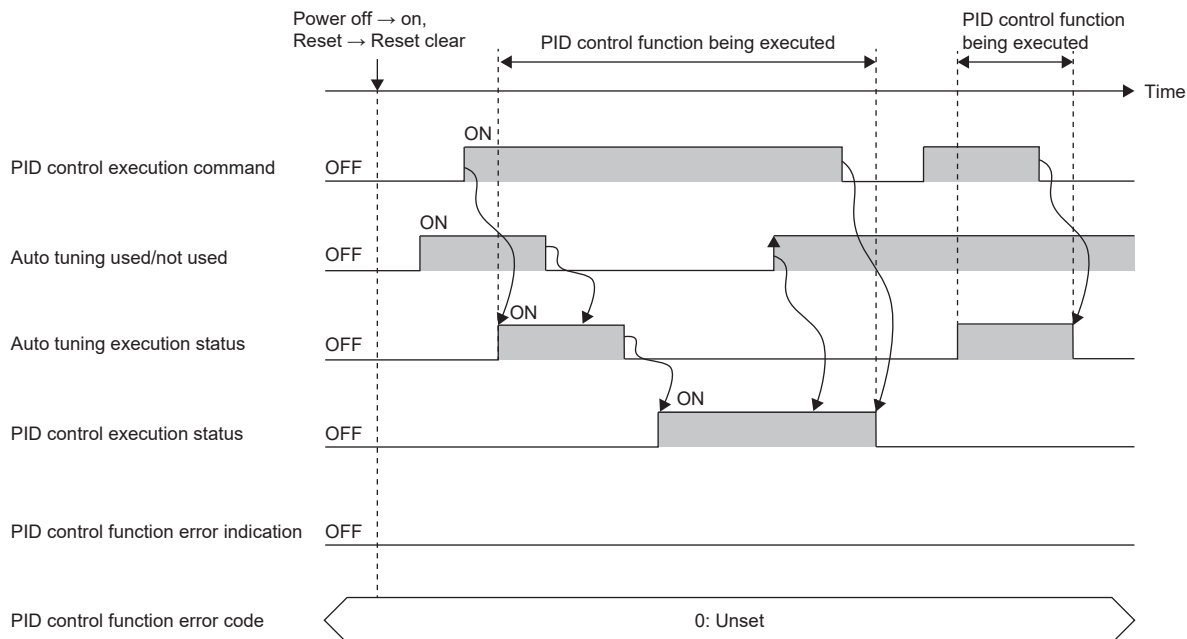 Power off → on,
Reset → Reset clear
PID control function being executed
PID control function
being executed
Time
PID control execution command
OFF
ON
Auto tuning used/not used
OFF
ON
Auto tuning execution status
OFF
ON
PID control execution status
OFF
ON
PID control function error indication
OFF
PID control function error code
0: Unset